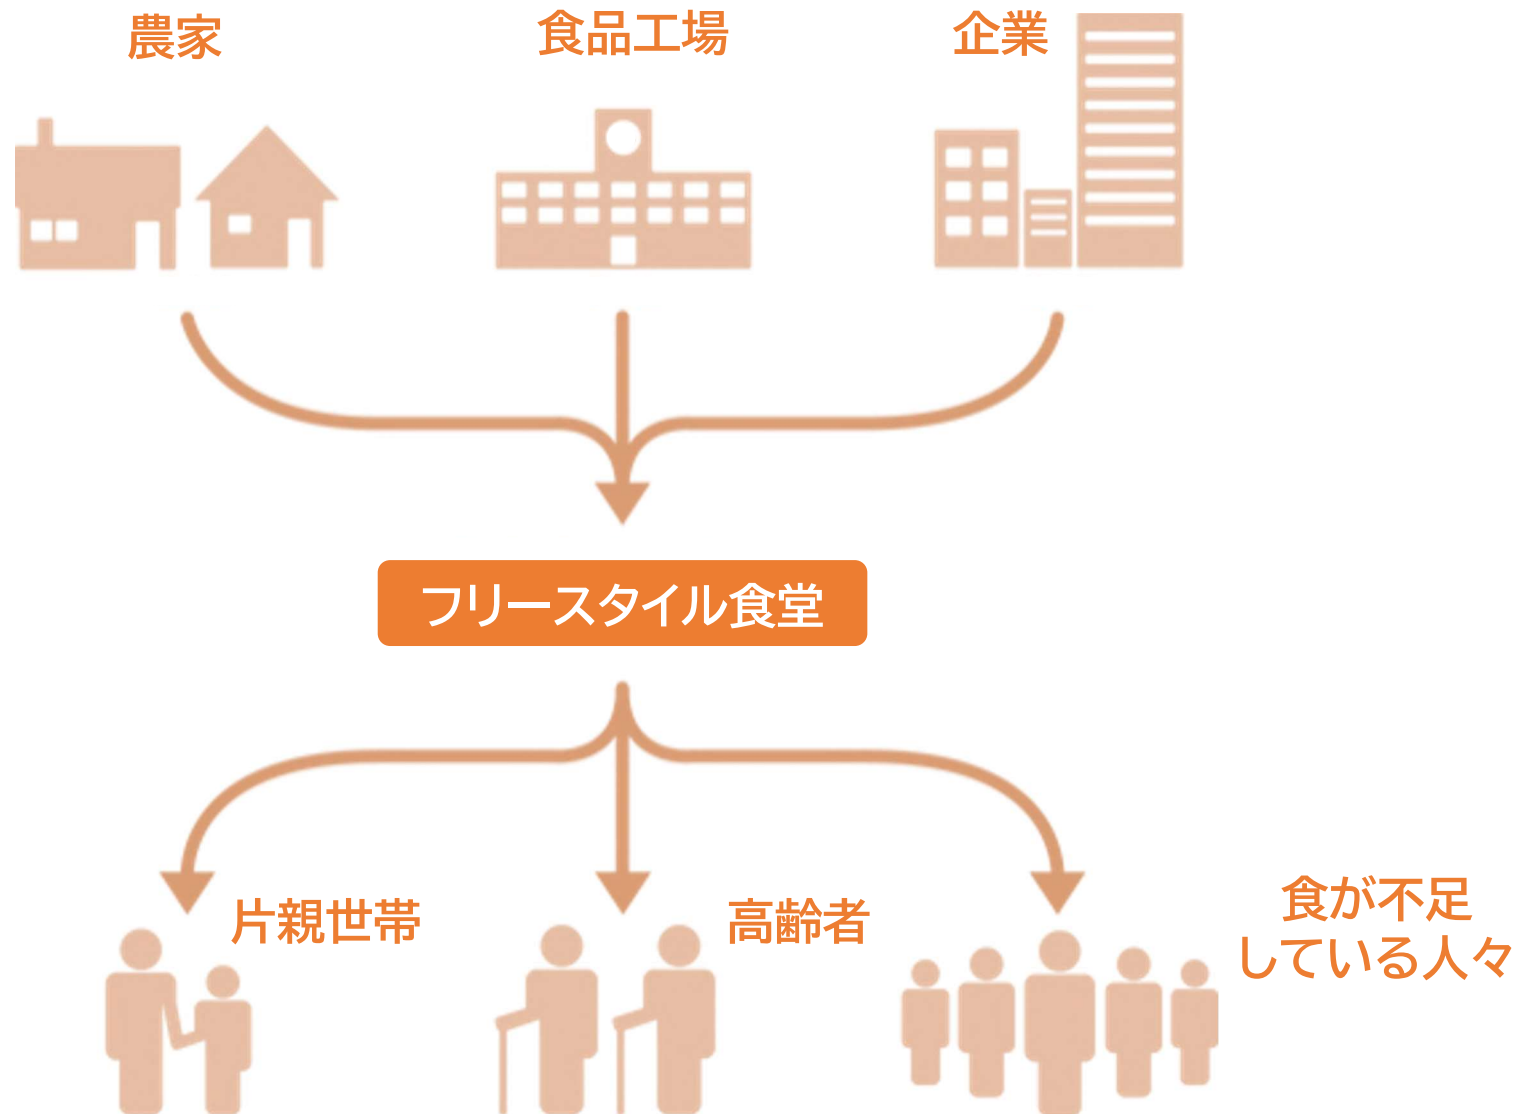 農家
食品工場
企業
フリースタイル食堂
片親世帯
高齢者
食が不足
している人々